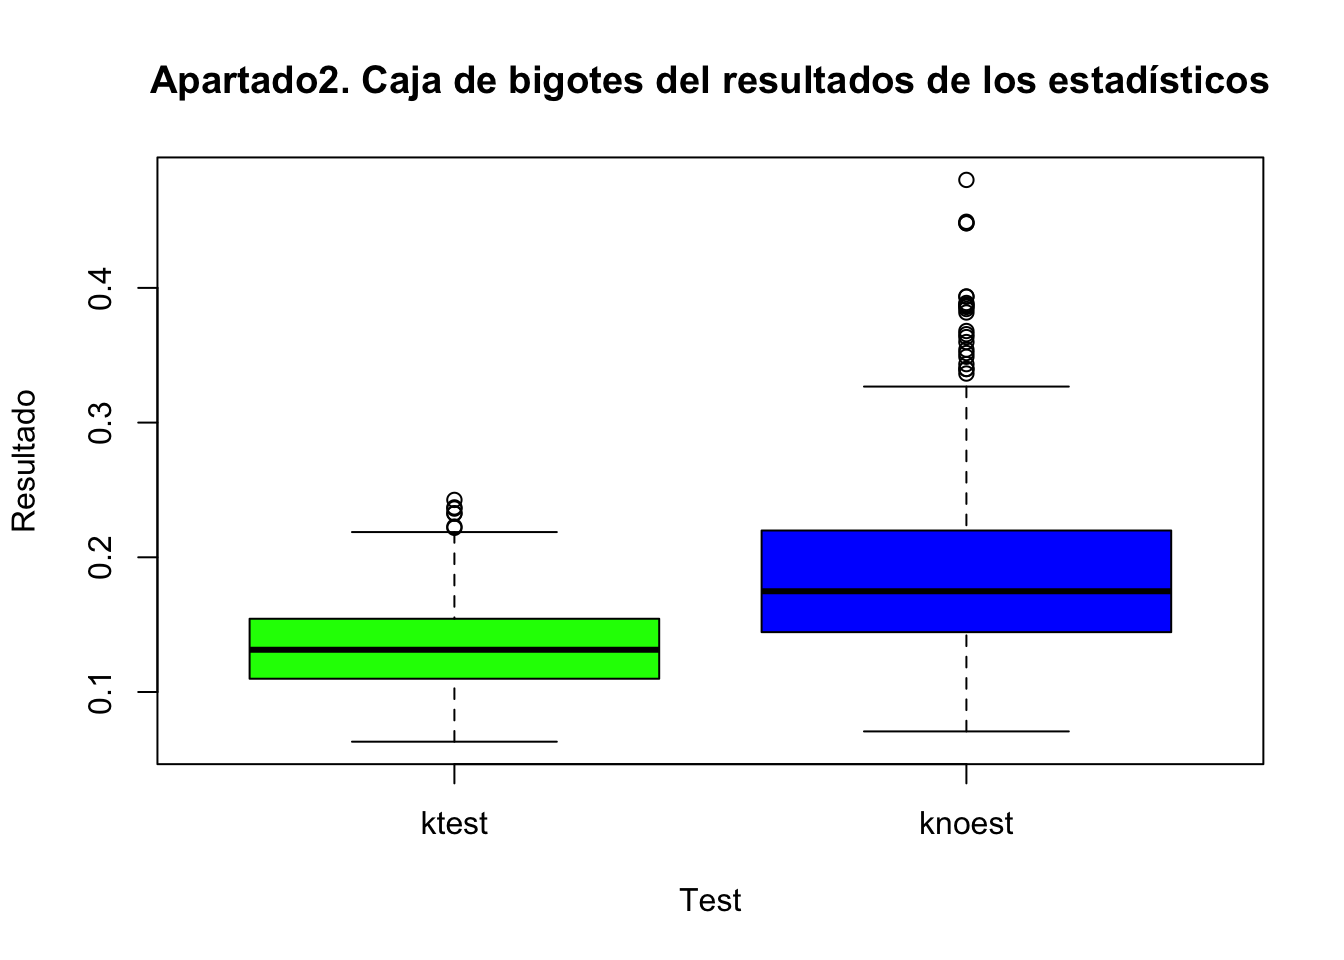 Apartado2. Caja de bigotes del resultados de los estadísticos
Resultado
0.4
0.3
0.2
0.1
ktest
knoest
Test